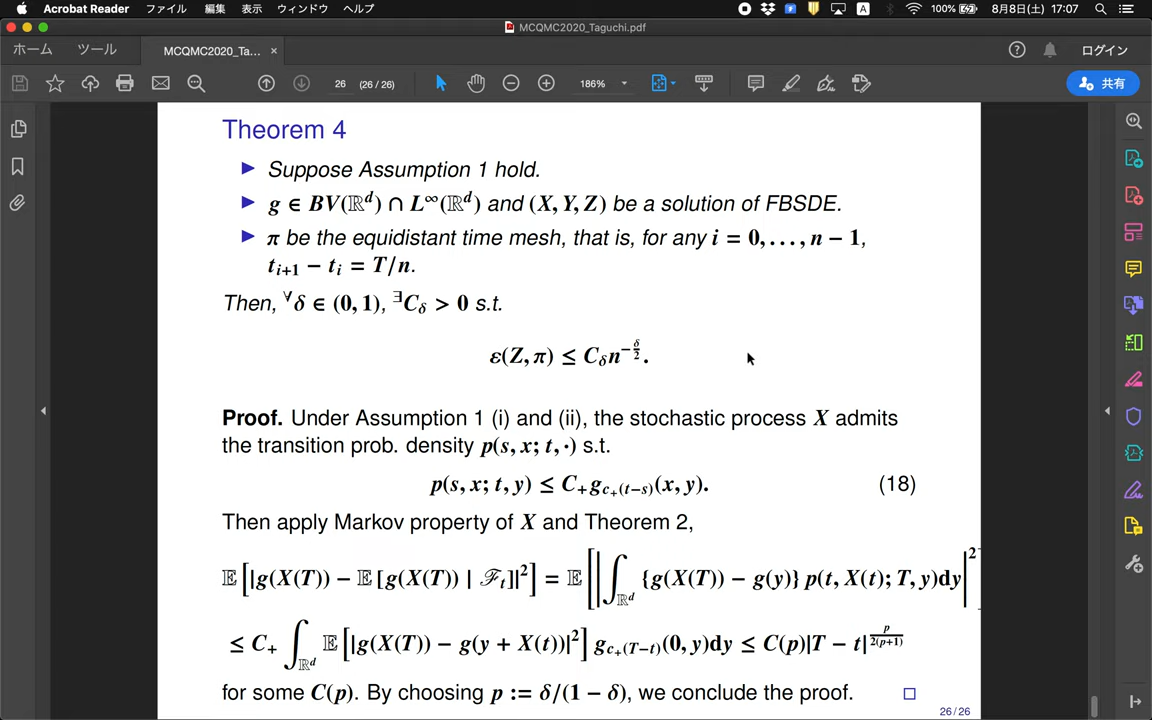 Acrobat Reader ファイル 編集 表示 ウィンドウ ヘルプ A 100% 8月8日(土) 17:07
MCQMC2020_Taguchi.pdf
ホーム ツール MCQMC2020_Ta... × ? ログイン
26 (26 / 26) 186% 共有
Theorem 4
▶ Suppose Assumption 1 hold.
▶ g ∈ BV(ℝ^d) ∩ L^∞(ℝ^d) and (X, Y, Z) be a solution of FBSDE.
▶ π be the equidistant time mesh, that is, for any i = 0, . . . , n − 1,
t_{i+1} − t_i = T/n.
Then, ^∀δ ∈ (0, 1), ^∃C_δ > 0 s.t.
ε(Z, π) ≤ C_δ n^{−δ/2}.
Proof. Under Assumption 1 (i) and (ii), the stochastic process X admits
the transition prob. density p(s, x; t, ·) s.t.
p(s, x; t, y) ≤ C_+ g_{c_+(t−s)}(x, y). (18)
Then apply Markov property of X and Theorem 2,
𝔼[|g(X(T)) − 𝔼[g(X(T)) | ℱ_t]|^2] = 𝔼[|∫_{ℝ^d} {g(X(T)) − g(y)} p(t, X(t); T, y)dy|^2]
≤ C_+ ∫_{ℝ^d} 𝔼[|g(X(T)) − g(y + X(t))|^2] g_{c_+(T−t)}(0, y)dy ≤ C(p)|T − t|^{p/(2(p+1))}
for some C(p). By choosing p := δ/(1 − δ), we conclude the proof. □
26 / 26